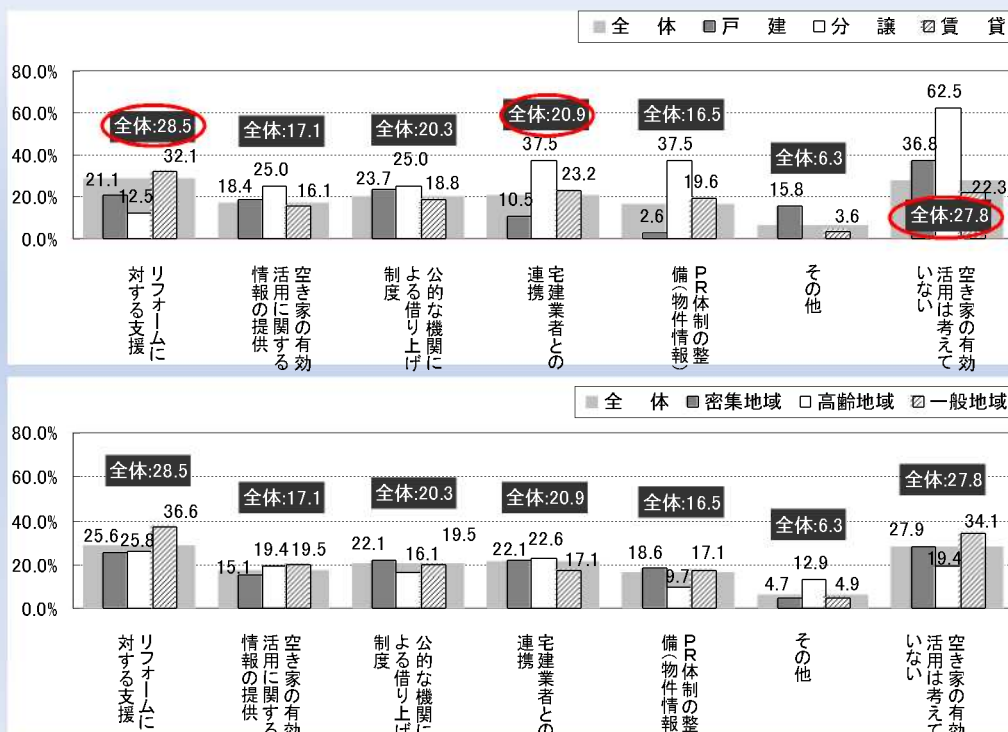 全 体 戸 建 分 譲 賃 貸
80.0%
60.0%
40.0%
20.0%
0.0%
全体:28.5
全体:17.1
全体:20.3
全体:20.9
全体:16.5
全体:6.3
全体:27.8
21.1
12.5
32.1
18.4
25.0
16.1
23.7
25.0
18.8
10.5
37.5
23.2
2.6
37.5
19.6
15.8
3.6
36.8
62.5
22.3
リフォームに
対する支援
空き家の有効
活用に関する
情報の提供
公的な機関に
よる借り上げ
制度
宅建業者との
連携
PR体制の整
備(物件情報)
その他
空き家の有効
活用は考えて
いない
全 体 密集地域 高齢地域 一般地域
80.0%
60.0%
40.0%
20.0%
0.0%
全体:28.5
全体:17.1
全体:20.3
全体:20.9
全体:16.5
全体:6.3
全体:27.8
25.6
25.8
36.6
15.1
19.4
19.5
22.1
16.1
19.5
22.1
22.6
17.1
18.6
9.7
17.1
4.7
12.9
4.9
27.9
19.4
34.1
リフォームに
対する支援
空き家の有効
活用に関する
情報の提供
公的な機関に
よる借り上げ
制度
宅建業者との
連携
PR体制の整
備(物件情報
その他
空き家の有効
活用は考えて
いない